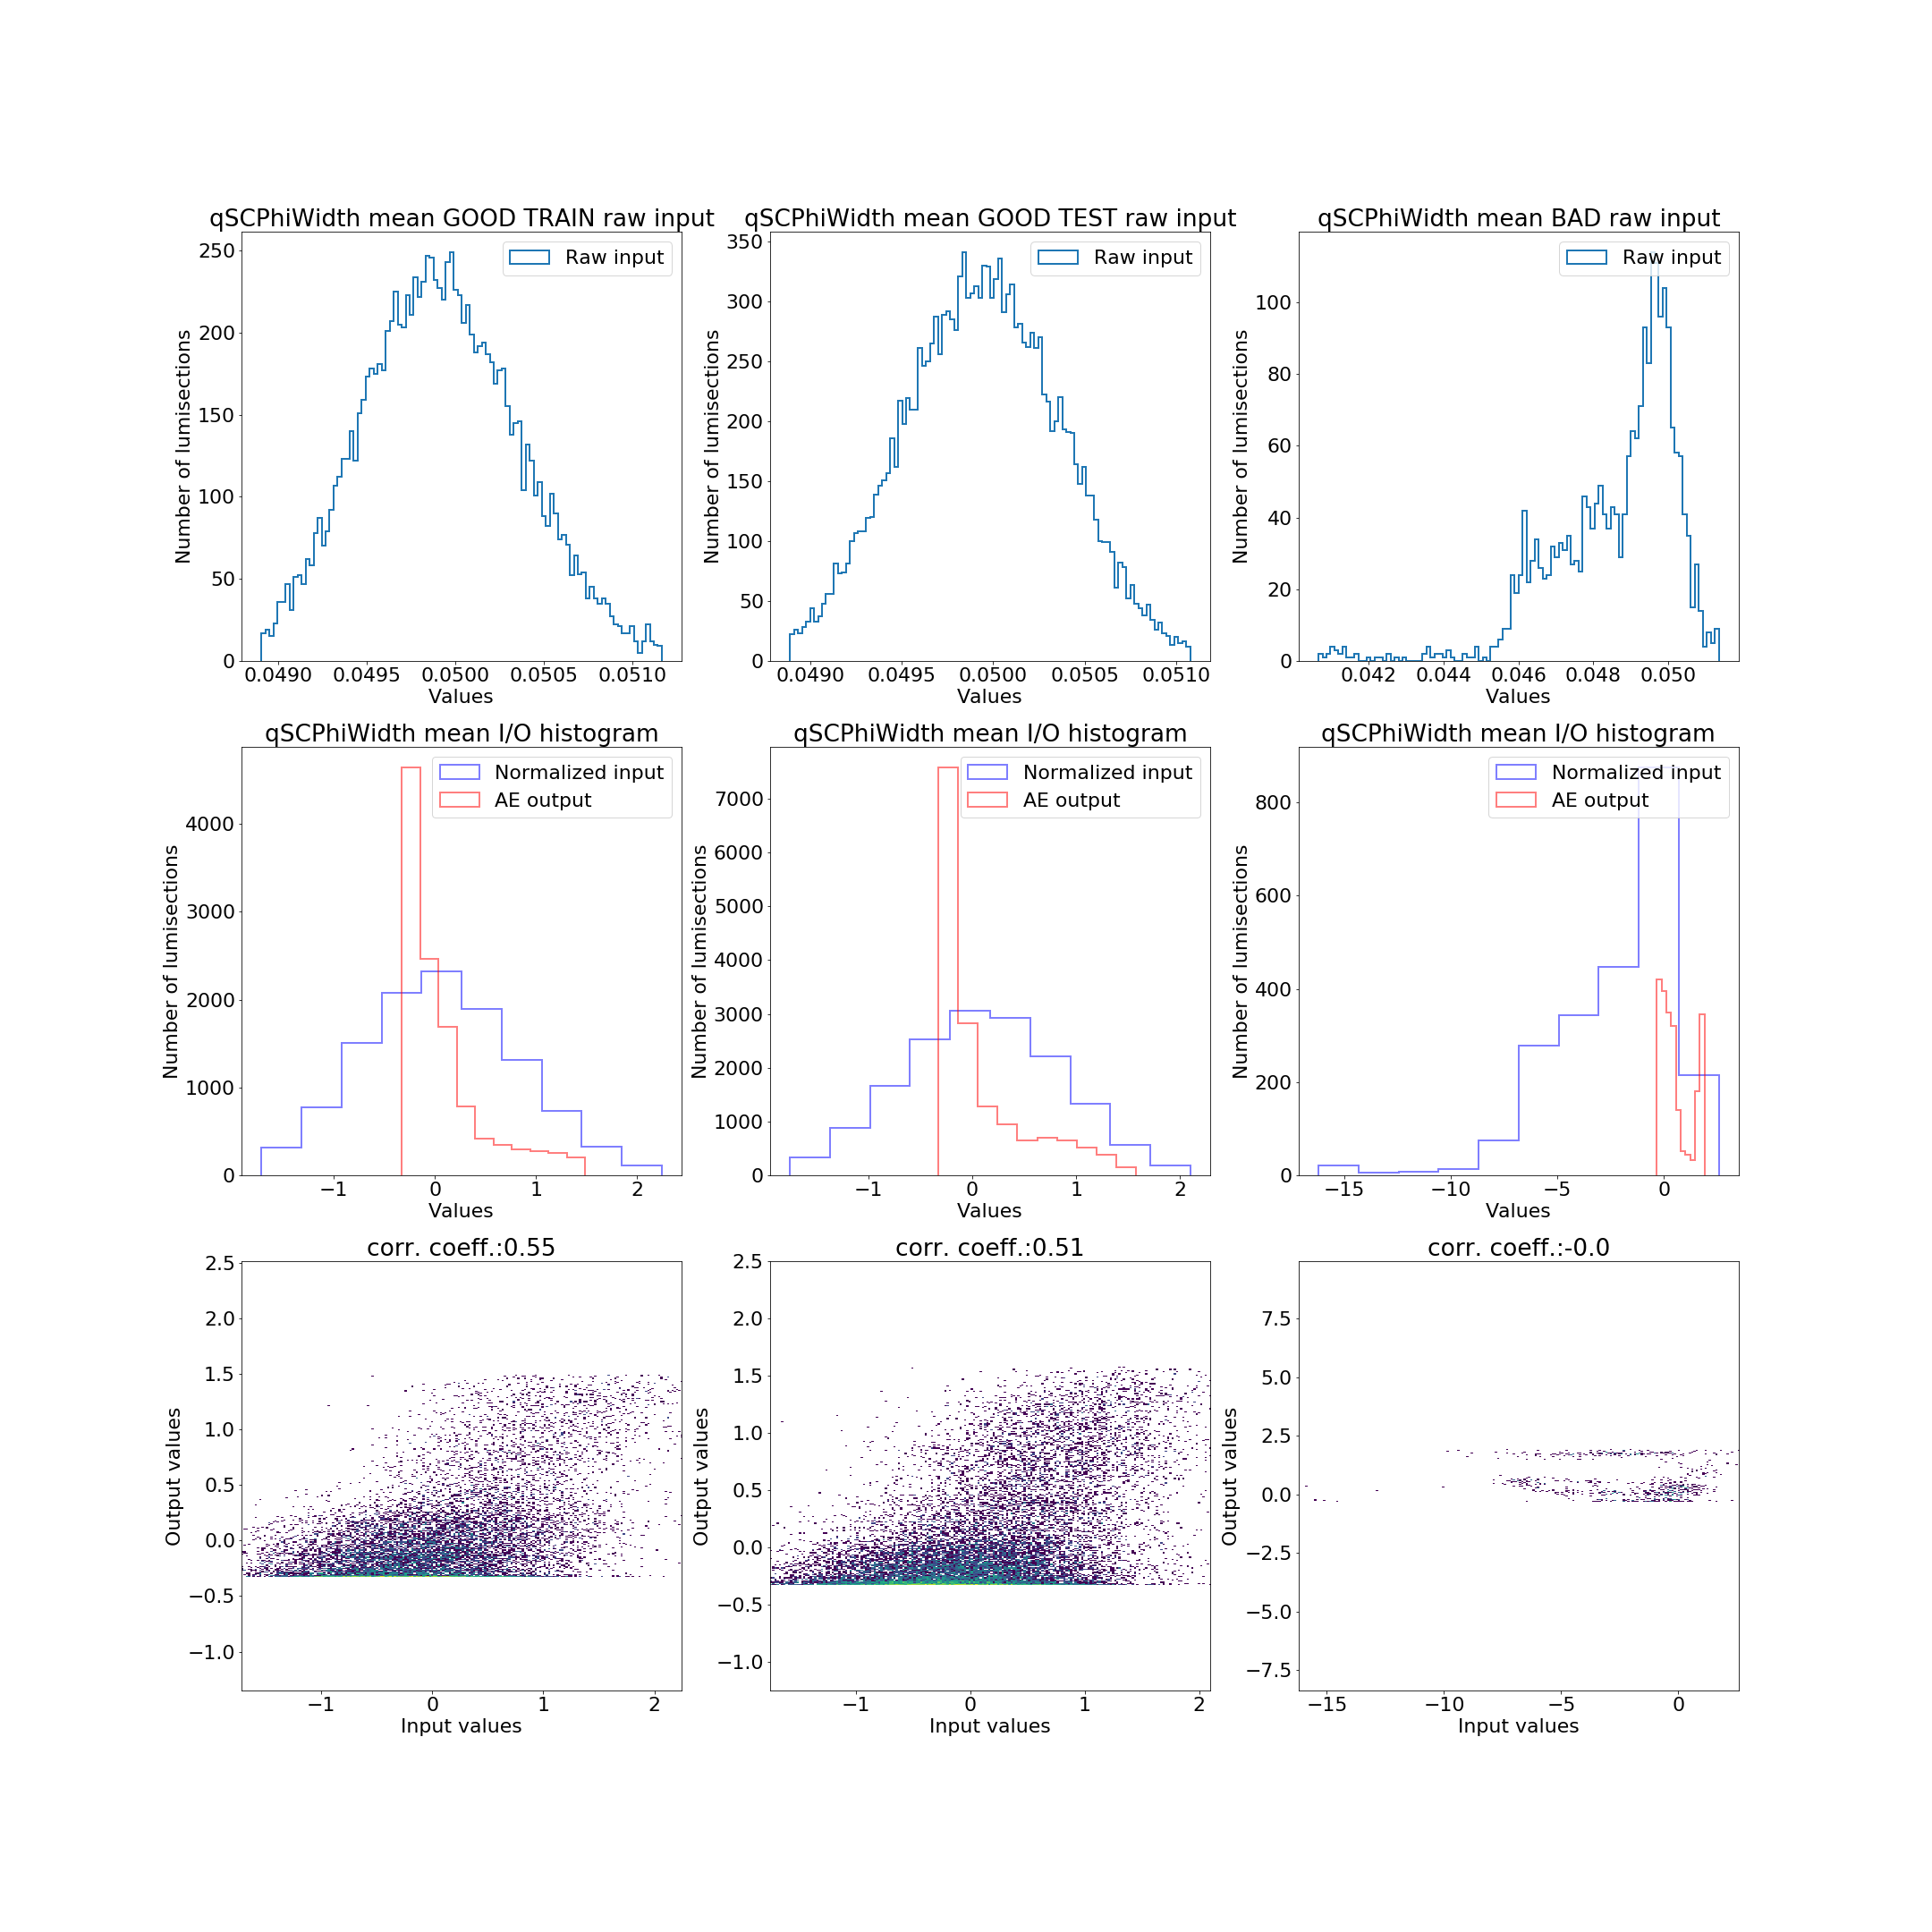 qSCPhiWidth mean GOOD TRAIN raw input
Raw input
Number of lumisections
250
200
150
100
50
0
0.0490 0.0495 0.0500 0.0505 0.0510
Values
qSCPhiWidth mean GOOD TEST raw input
Raw input
Number of lumisections
350
300
250
200
150
100
50
0
0.0490 0.0495 0.0500 0.0505 0.0510
Values
qSCPhiWidth mean BAD raw input
Raw input
Number of lumisections
100
80
60
40
20
0
0.042 0.044 0.046 0.048 0.050
Values
qSCPhiWidth mean I/O histogram
Normalized input
AE output
Number of lumisections
4000
3000
2000
1000
0
−1 0 1 2
Values
qSCPhiWidth mean I/O histogram
Normalized input
AE output
Number of lumisections
7000
6000
5000
4000
3000
2000
1000
0
−1 0 1 2
Values
qSCPhiWidth mean I/O histogram
Normalized input
AE output
Number of lumisections
800
600
400
200
0
−15 −10 −5 0
Values
corr. coeff.:0.55
Output values
2.5
2.0
1.5
1.0
0.5
0.0
−0.5
−1.0
−1 0 1 2
Input values
corr. coeff.:0.51
Output values
2.5
2.0
1.5
1.0
0.5
0.0
−0.5
−1.0
−1 0 1 2
Input values
corr. coeff.:-0.0
Output values
7.5
5.0
2.5
0.0
−2.5
−5.0
−7.5
−15 −10 −5 0
Input values